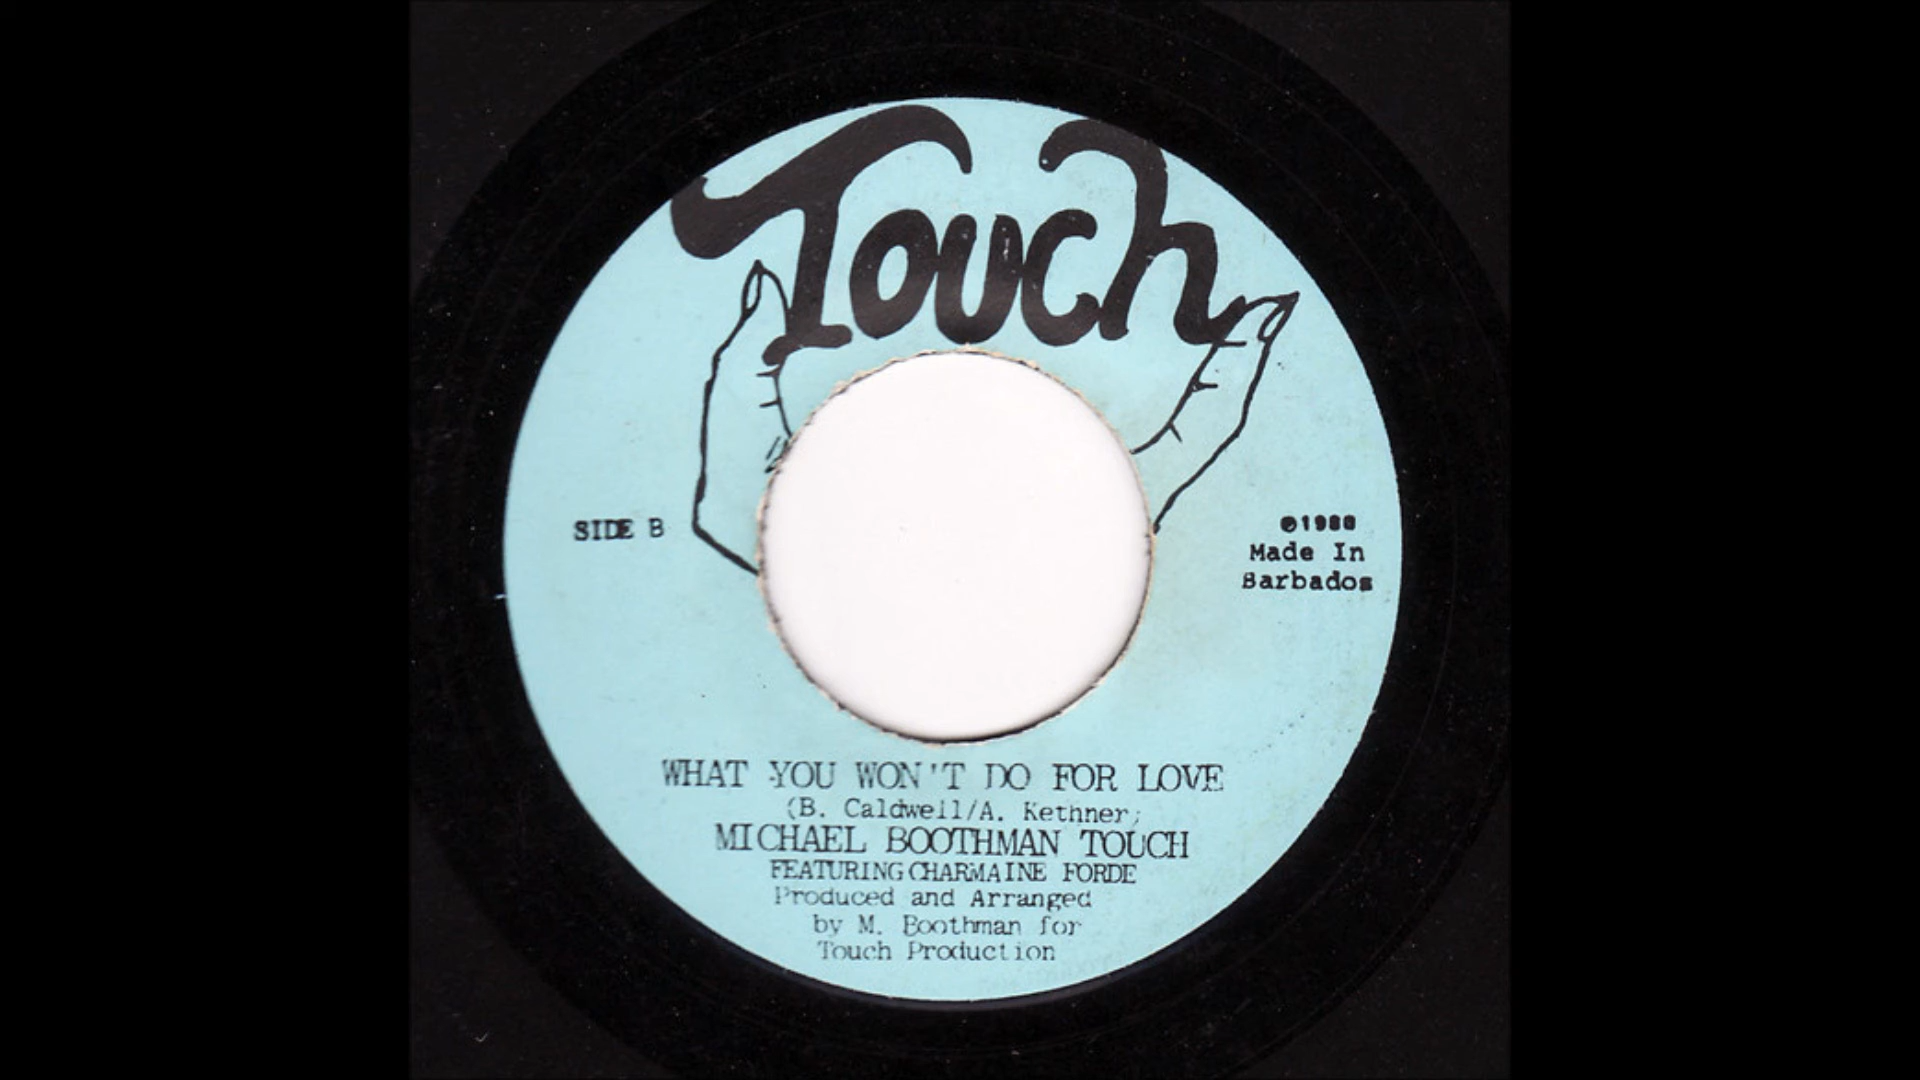 Touch
SIDE B
Made In
Barbados
WHAT YOU WON'T DO FOR LOVE
(B. Caldwell/A. Kethner)
MICHAEL BOOTHMAN TOUCH
FEATURING CHARMAINE FORDE
Produced and Arranged
by M. Boothman for
Touch Production